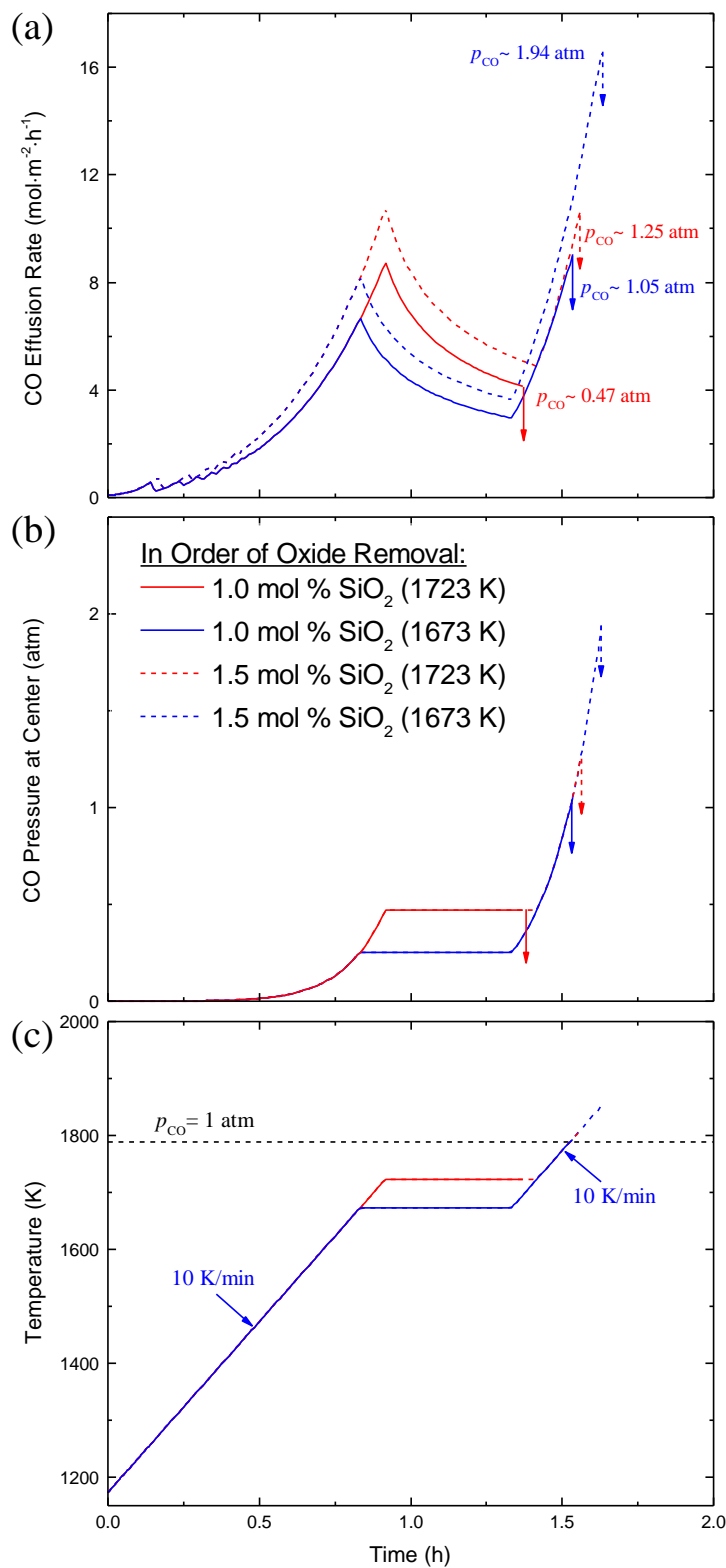 (a)
CO Effusion Rate (mol·m⁻²·h⁻¹)
16
12
8
4
0
p_CO ~ 1.94 atm
p_CO ~ 1.25 atm
p_CO ~ 1.05 atm
p_CO ~ 0.47 atm
(b)
CO Pressure at Center (atm)
2
1
0
In Order of Oxide Removal:
1.0 mol % SiO₂ (1723 K)
1.0 mol % SiO₂ (1673 K)
1.5 mol % SiO₂ (1723 K)
1.5 mol % SiO₂ (1673 K)
(c)
Temperature (K)
2000
1800
1600
1400
1200
p_CO = 1 atm
10 K/min
10 K/min
0.0 0.5 1.0 1.5 2.0
Time (h)